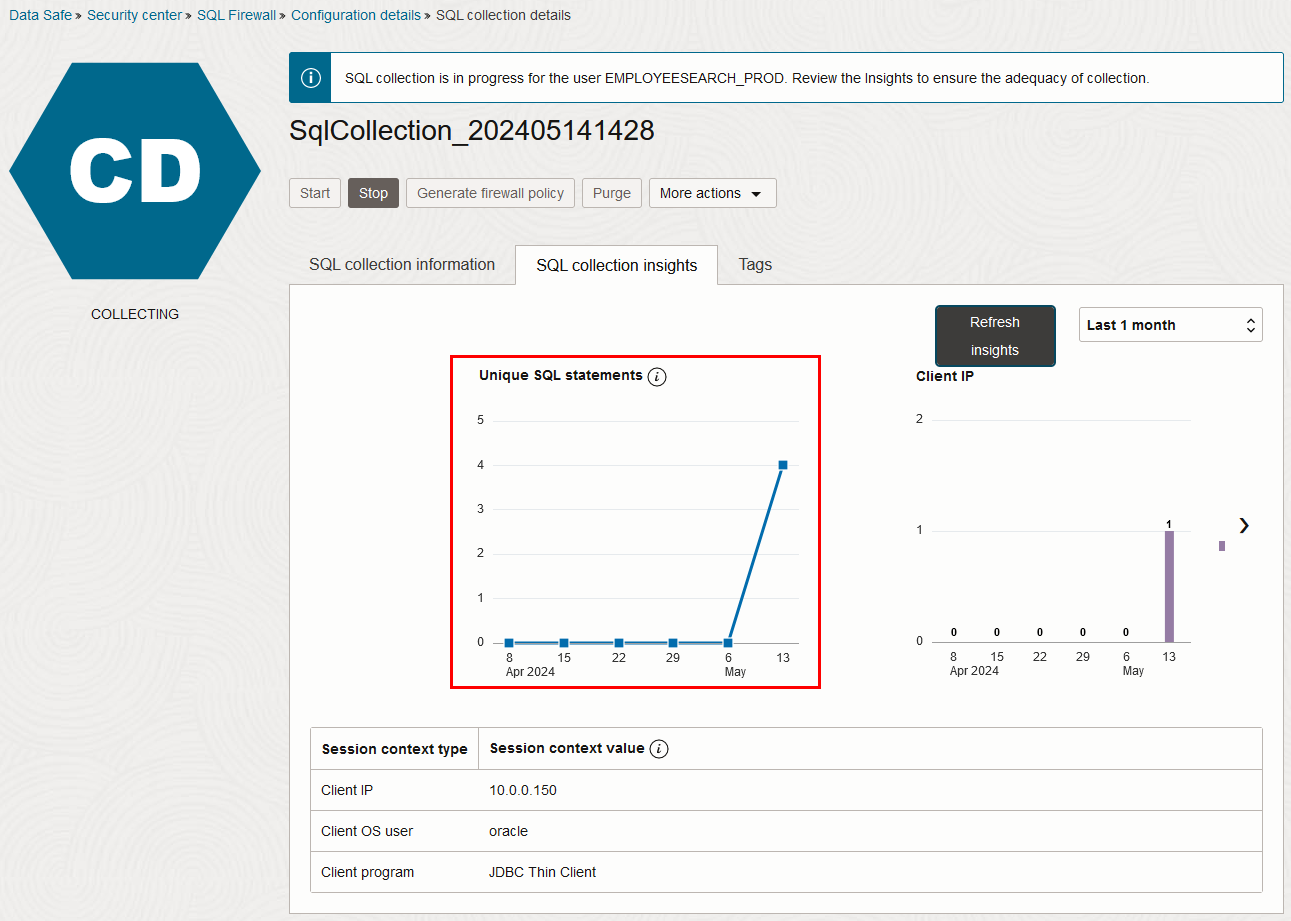 Data Safe » Security center » SQL Firewall » Configuration details » SQL collection details
CD
COLLECTING
SQL collection is in progress for the user EMPLOYEESEARCH_PROD. Review the Insights to ensure the adequacy of collection.
SqlCollection_202405141428
Start Stop Generate firewall policy Purge More actions
SQL collection information SQL collection insights Tags
Refresh
insights
Last 1 month
Unique SQL statements
5
4
3
2
1
0
8 15 22 29 6 13
Apr 2024 May
Client IP
2
1
0
0 0 0 0 0 1
8 15 22 29 6 13
Apr 2024 May
Session context type Session context value
Client IP 10.0.0.150
Client OS user oracle
Client program JDBC Thin Client